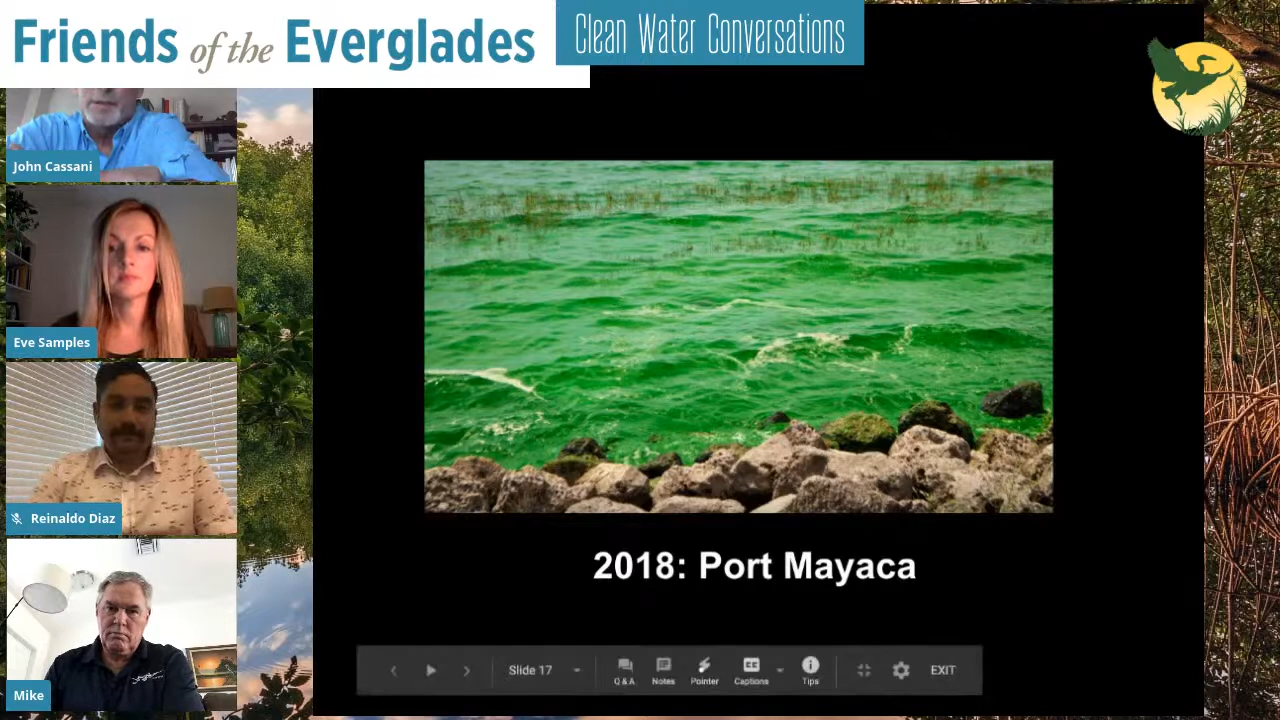 Friends of the Everglades
Clean Water Conversations
John Cassani
Eve Samples
Reinaldo Diaz
Mike
2018: Port Mayaca
Slide 17
Q & A
Notes
Pointer
Captions
Tips
EXIT
CC